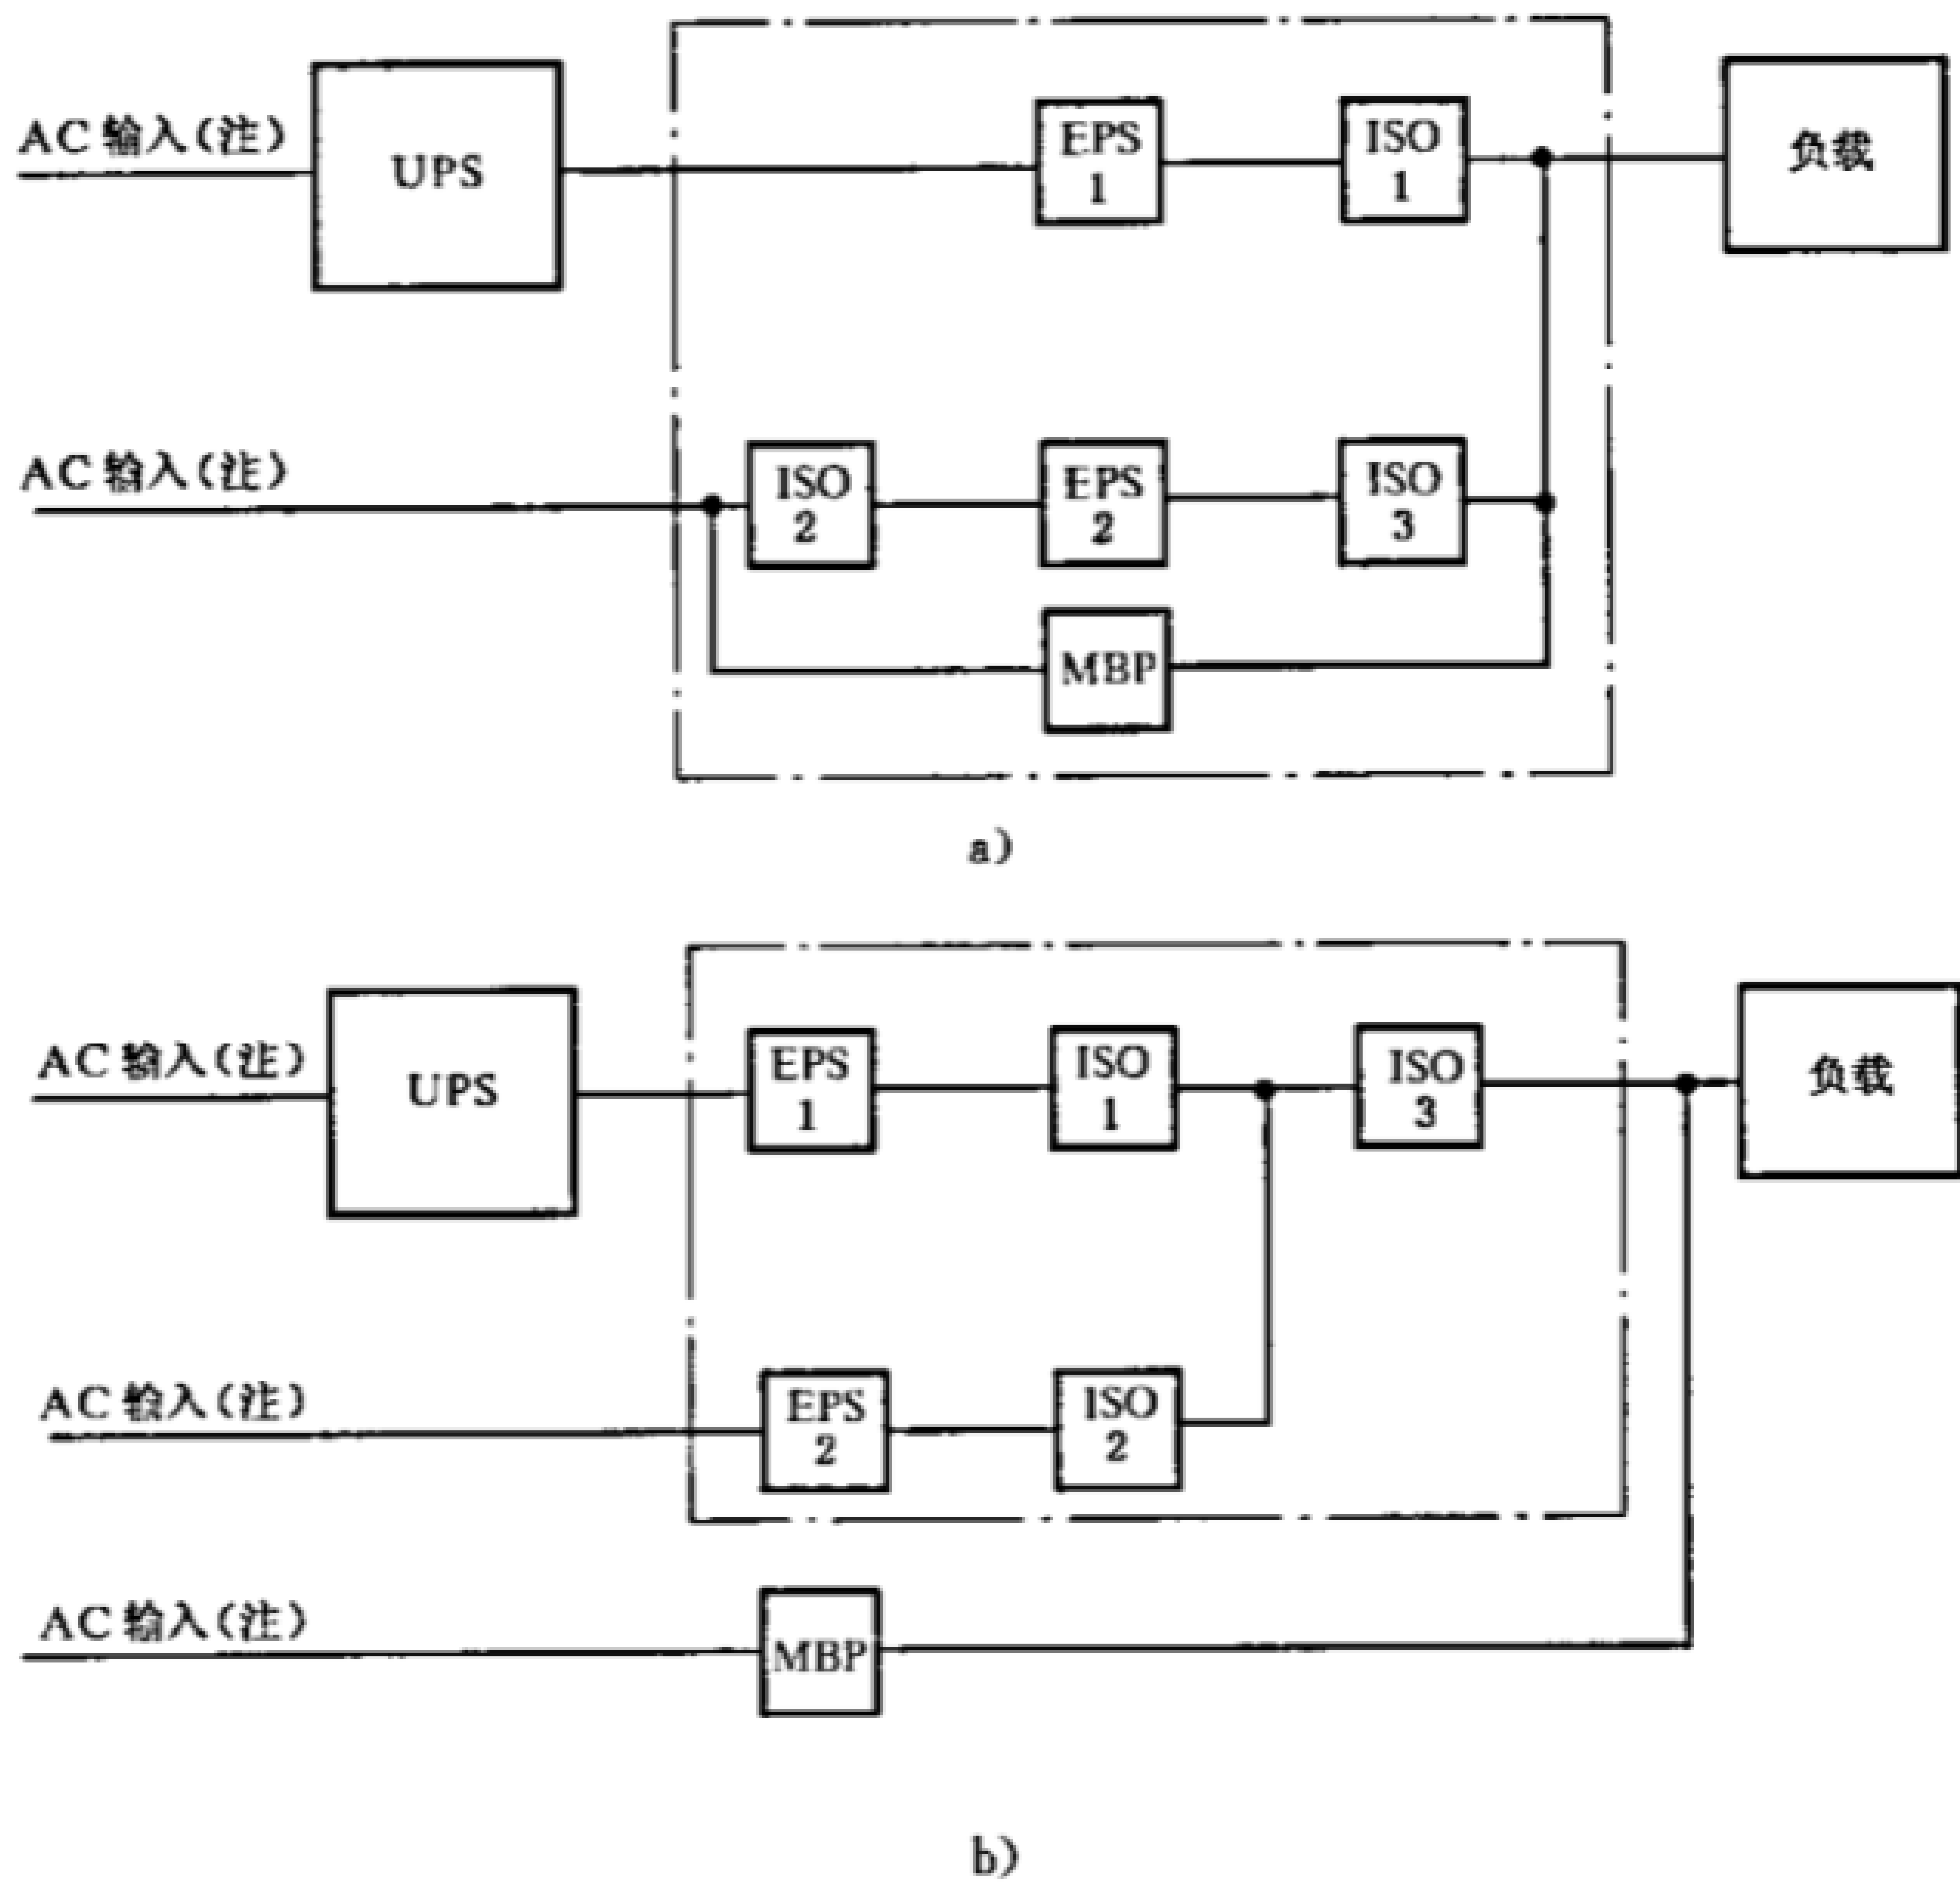 AC 输入(注)
UPS
EPS
1
ISO
1
负载
AC 输入(注)
ISO
2
EPS
2
ISO
3
MBP
a)
AC 输入(注)
UPS
EPS
1
ISO
1
ISO
3
负载
AC 输入(注)
EPS
2
ISO
2
AC 输入(注)
MBP
b)